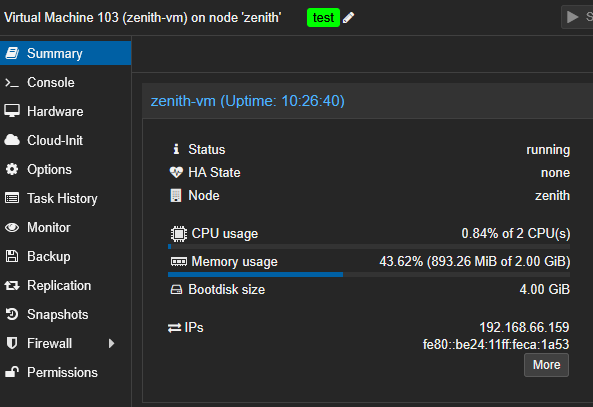 Virtual Machine 103 (zenith-vm) on node 'zenith' test
Summary
Console
Hardware
Cloud-Init
Options
Task History
Monitor
Backup
Replication
Snapshots
Firewall
Permissions
zenith-vm (Uptime: 10:26:40)
Status running
HA State none
Node zenith
CPU usage 0.84% of 2 CPU(s)
Memory usage 43.62% (893.26 MiB of 2.00 GiB)
Bootdisk size 4.00 GiB
IPs 192.168.66.159
fe80::be24:11ff:feca:1a53
More